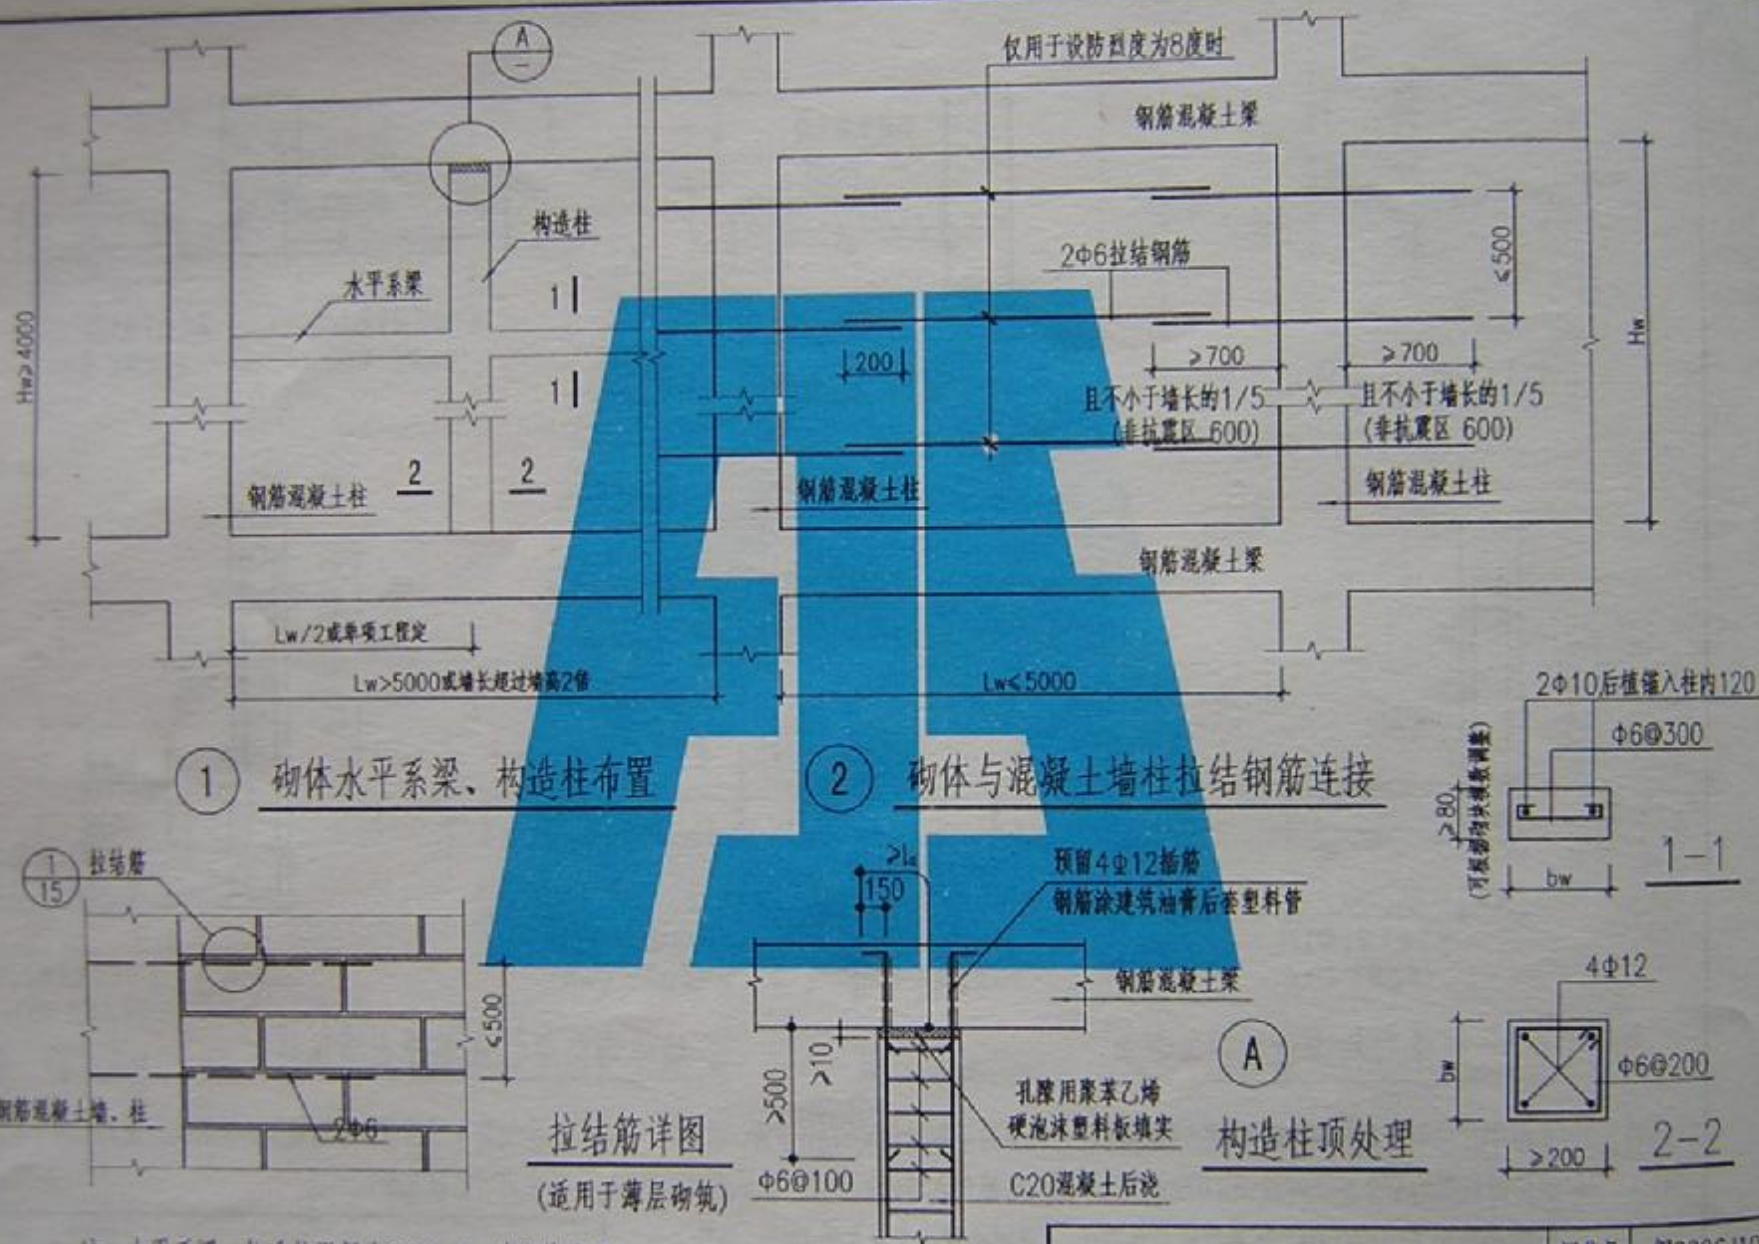 A
仅用于设防烈度为8度时
钢筋混凝土梁
构造柱
水平系梁
1
2Φ6拉结钢筋
≤500
Hw≥4000
Hw
1
200
≥700
≥700
且不小于墙长的1/5
(非抗震区 600)
且不小于墙长的1/5
(非抗震区 600)
2
2
钢筋混凝土柱
钢筋混凝土柱
钢筋混凝土柱
钢筋混凝土梁
Lw/2或单项工程定
Lw>5000或墙长超过墙高2倍
Lw≤5000
1 砌体水平系梁、构造柱布置
2 砌体与混凝土墙柱拉结钢筋连接
2Φ10后植锚入柱内120
Φ6@300
≥80
(可根据砌块模数调整)
bw
1-1
1
15
拉结筋
≤500
钢筋混凝土墙、柱
2Φ6
拉结筋详图
(适用于薄层砌筑)
150
预留4Φ12插筋
钢筋涂建筑油膏后套塑料管
钢筋混凝土梁
>500
>10
孔隙用聚苯乙烯
硬泡沫塑料板填实
Φ6@100
C20混凝土后浇
A
构造柱顶处理
4Φ12
Φ6@200
bw
≥200
2-2